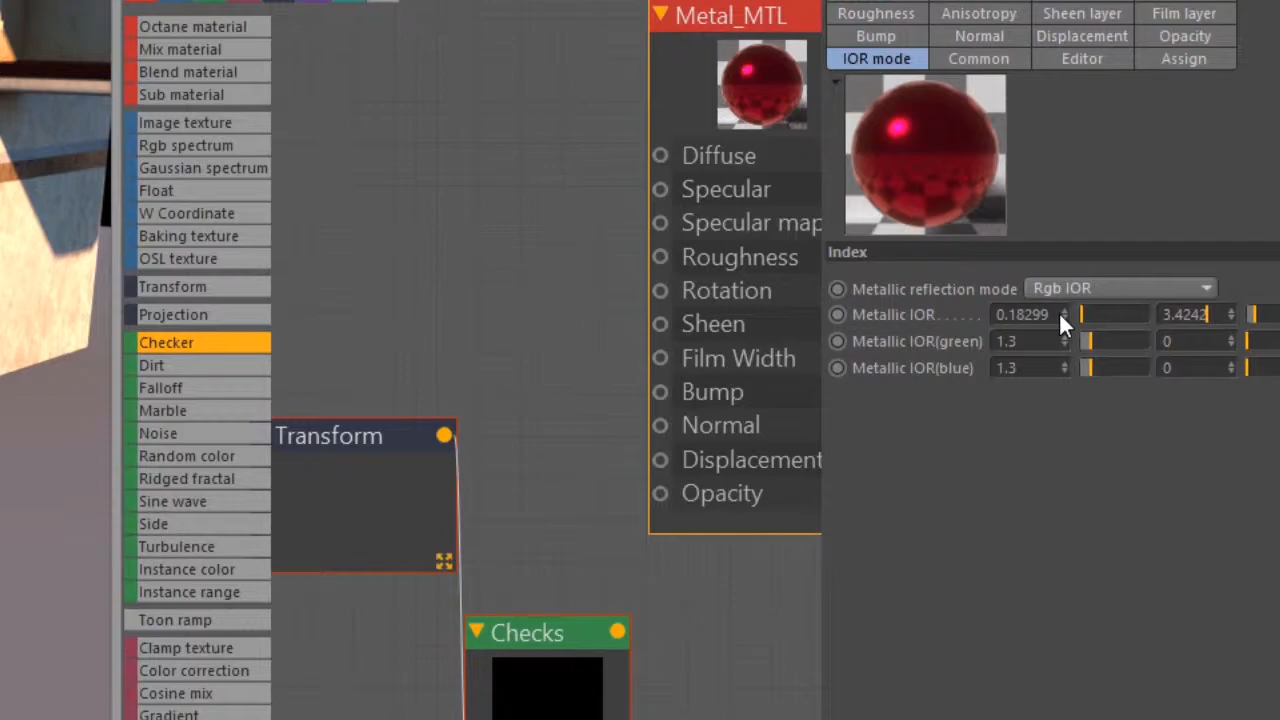 Octane material
Mix material
Blend material
Sub material
Image texture
Rgb spectrum
Gaussian spectrum
Float
W Coordinate
Baking texture
OSL texture
Transform
Projection
Checker
Dirt
Falloff
Marble
Noise
Random color
Ridged fractal
Sine wave
Side
Turbulence
Instance color
Instance range
Toon ramp
Clamp texture
Color correction
Cosine mix
Gradient
Transform
Checks
Metal_MTL
Diffuse
Specular
Specular map
Roughness
Rotation
Sheen
Film Width
Bump
Normal
Displacement
Opacity
Roughness Anisotropy Sheen layer Film layer
Bump Normal Displacement Opacity
IOR mode Common Editor Assign
Index
Metallic reflection mode Rgb IOR
Metallic IOR. . . . . . 0.18299 3.4242
Metallic IOR(green) 1.3 0
Metallic IOR(blue) 1.3 0